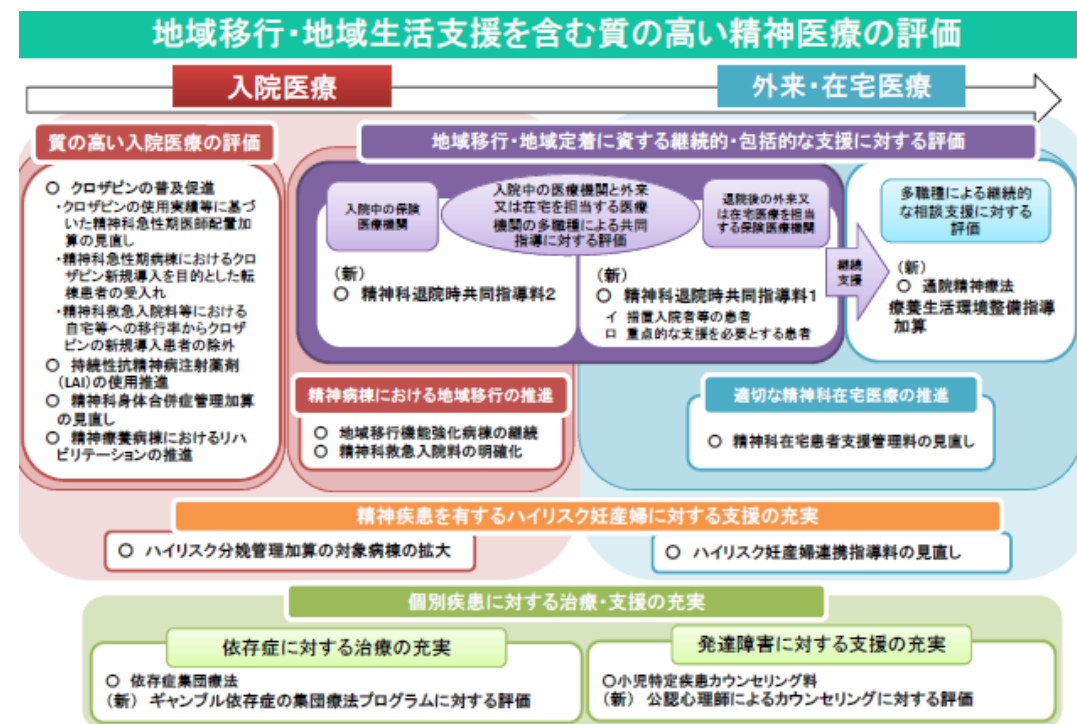 地域移行・地域生活支援を含む質の高い精神医療の評価
入院医療
外来・在宅医療
質の高い入院医療の評価
○ クロザピンの普及促進
・クロザピンの使用実績等に基づ
いた精神科急性期医師配置加
算の見直し
・精神科急性期病棟におけるクロ
ザピン新規導入を目的とした転
棟患者の受入れ
・精神科救急入院料等における
自宅等への移行率からクロザ
ピンの新規導入患者の除外
○ 持続性抗精神病注射薬剤
(LAI)の使用推進
○ 精神科身体合併症管理加算
の見直し
○ 精神療養病棟におけるリハ
ビリテーションの推進
地域移行・地域定着に資する継続的・包括的な支援に対する評価
入院中の保険
医療機関
入院中の医療機関と外来
又は在宅を担当する医療
機関の多職種による共同
指導に対する評価
退院後の外来又
は在宅医療を担当
する保険医療機関
(新)
○ 精神科退院時共同指導料2
(新)
○ 精神科退院時共同指導料1
イ 措置入院者等の患者
ロ 重点的な支援を必要とする患者
継続
支援
多職種による継続的
な相談支援に対する
評価
(新)
○ 通院精神療法
療養生活環境整備指導
加算
精神病棟における地域移行の推進
○ 地域移行機能強化病棟の継続
○ 精神科救急入院料の明確化
適切な精神科在宅医療の推進
○ 精神科在宅患者支援管理料の見直し
精神疾患を有するハイリスク妊産婦に対する支援の充実
○ ハイリスク分娩管理加算の対象病棟の拡大
○ ハイリスク妊産婦連携指導料の見直し
個別疾患に対する治療・支援の充実
依存症に対する治療の充実
○ 依存症集団療法
(新) ギャンブル依存症の集団療法プログラムに対する評価
発達障害に対する支援の充実
○小児特定疾患カウンセリング料
(新) 公認心理師によるカウンセリングに対する評価